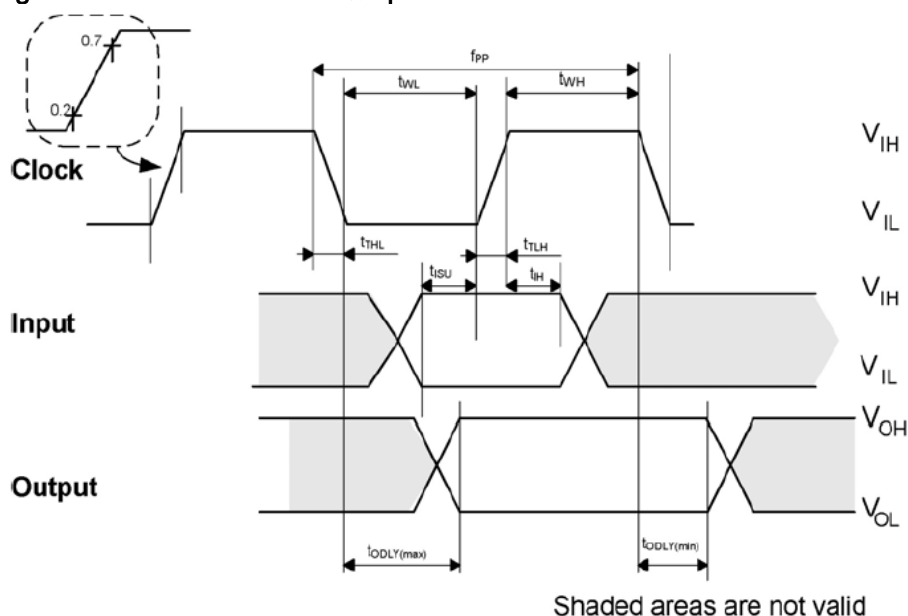 0.7
0.2
fPP
tWL
tWH
Clock
VIH
VIL
tTHL
tTLH
tISU
tIH
Input
VIH
VIL
Output
VOH
VOL
tODLY(max)
tODLY(min)
Shaded areas are not valid